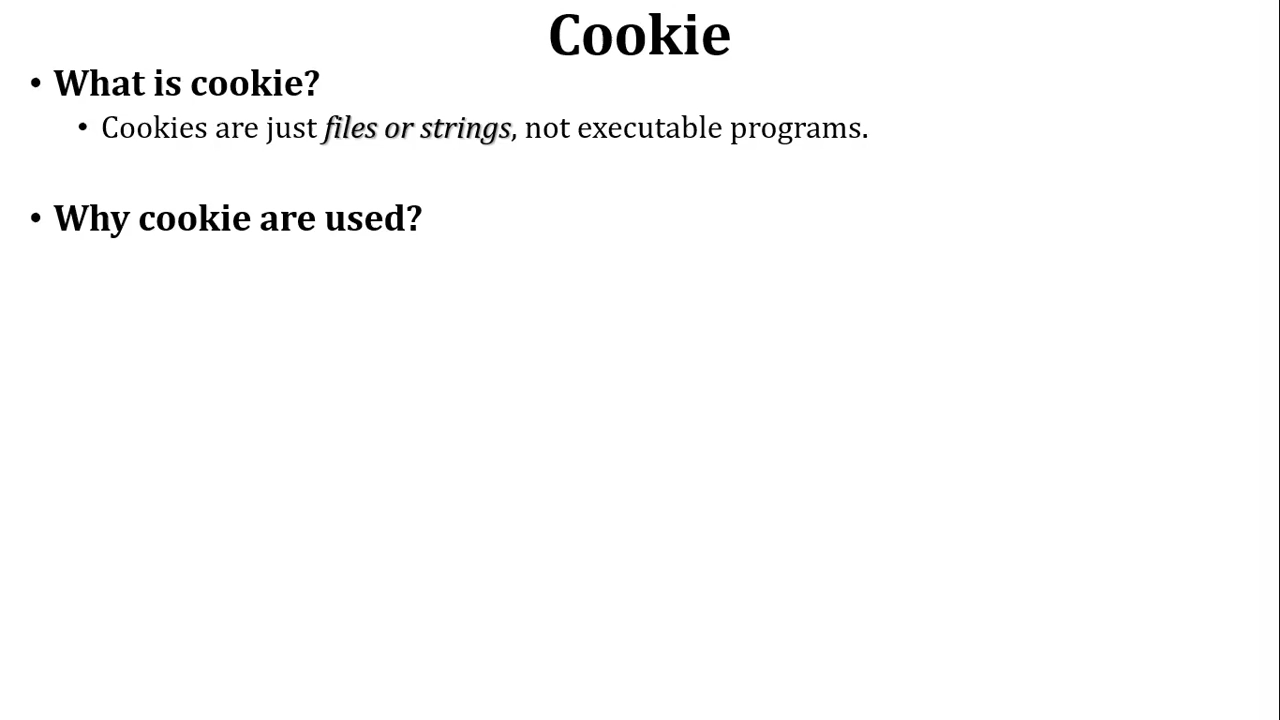 Cookie
• What is cookie?
• Cookies are just files or strings, not executable programs.
• Why cookie are used?